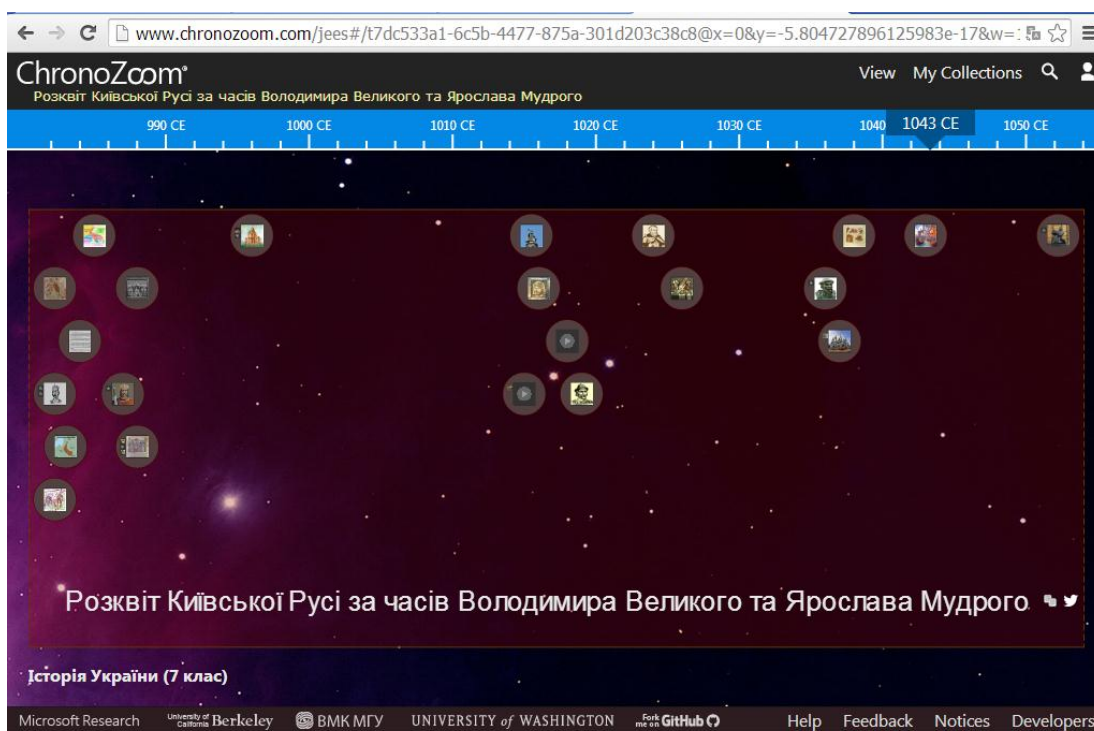 www.chronozoom.com/jees#/t7dc533a1-6c5b-4477-875a-301d203c38c8@x=0&y=-5.804727896125983e-17&w=1
ChronoZoom® View My Collections
Розквіт Київської Русі за часів Володимира Великого та Ярослава Мудрого
990 CE 1000 CE 1010 CE 1020 CE 1030 CE 1040 1043 CE 1050 CE
Розквіт Київської Русі за часів Володимира Великого та Ярослава Мудрого
Історія України (7 клас)
Microsoft Research University of California Berkeley ВМК МГУ UNIVERSITY of WASHINGTON Fork me on GitHub Help Feedback Notices Developers